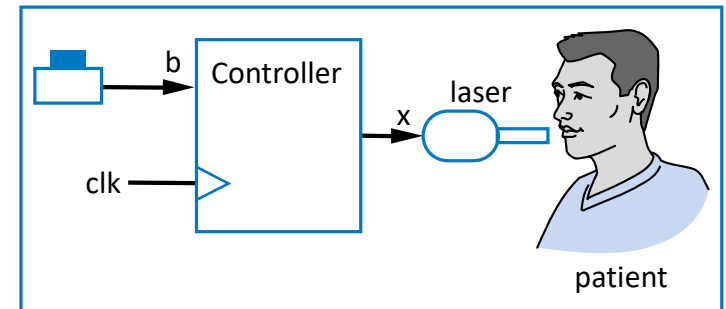 b
Controller
laser
x
clk
patient